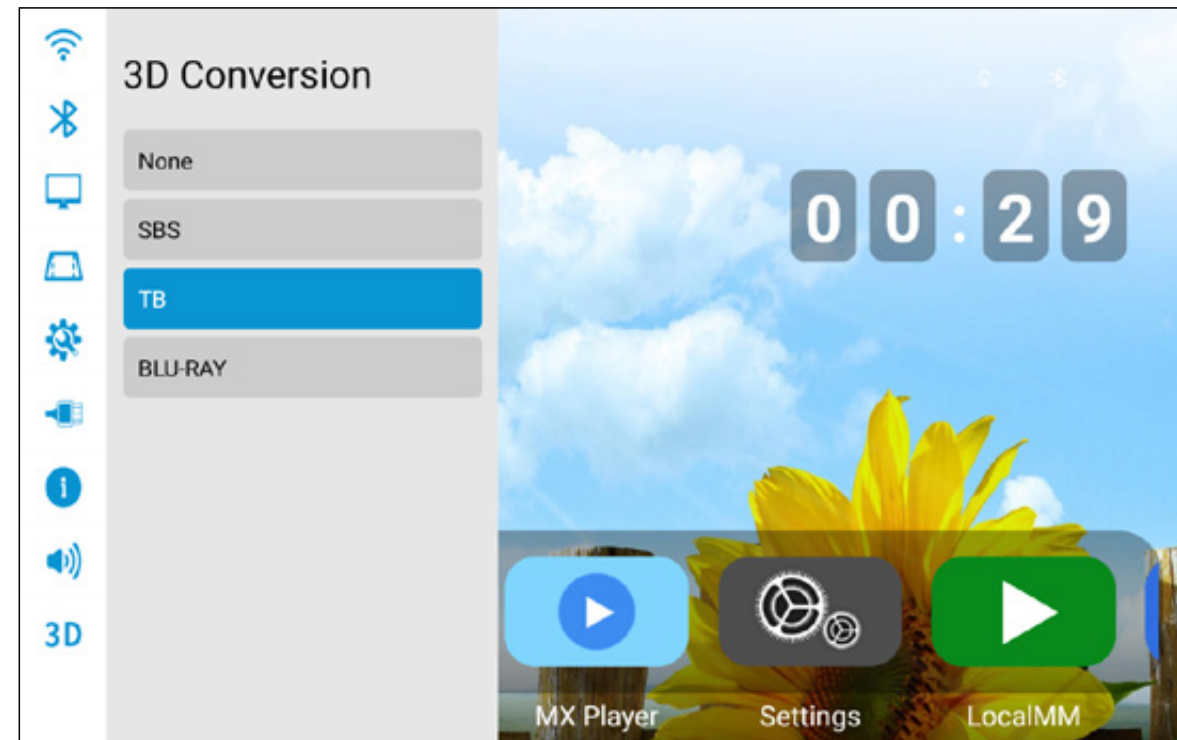 3D Conversion
None
SBS
TB
BLU-RAY
3D
00:29
MX Player
Settings
LocalMM